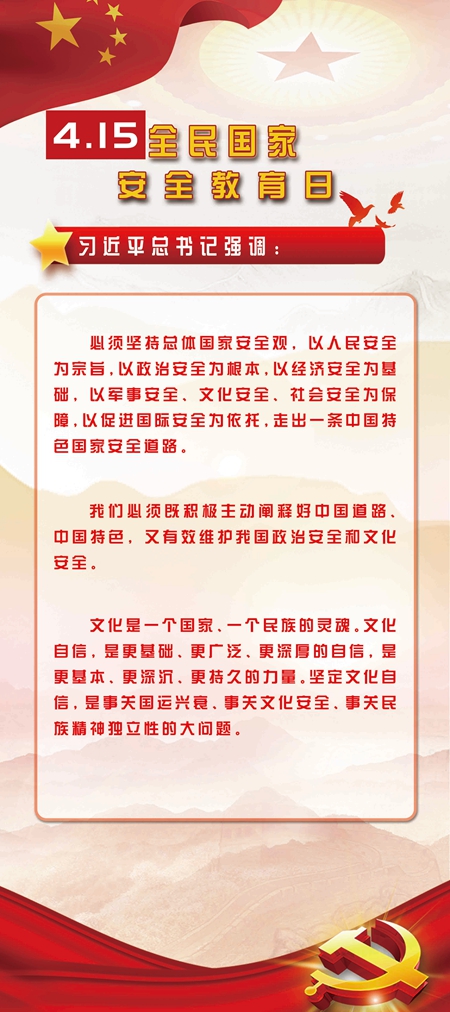 4.15 全民国家
安全教育日
习近平总书记强调：
必须坚持总体国家安全观，以人民安全
为宗旨，以政治安全为根本，以经济安全为基
础，以军事安全、文化安全、社会安全为保
障，以促进国际安全为依托，走出一条中国特
色国家安全道路。
我们必须既积极主动阐释好中国道路、
中国特色，又有效维护我国政治安全和文化
安全。
文化是一个国家、一个民族的灵魂。文化
自信，是更基础、更广泛、更深厚的自信，是
更基本、更深沉、更持久的力量。坚定文化自
信，是事关国运兴衰、事关文化安全、事关民
族精神独立性的大问题。